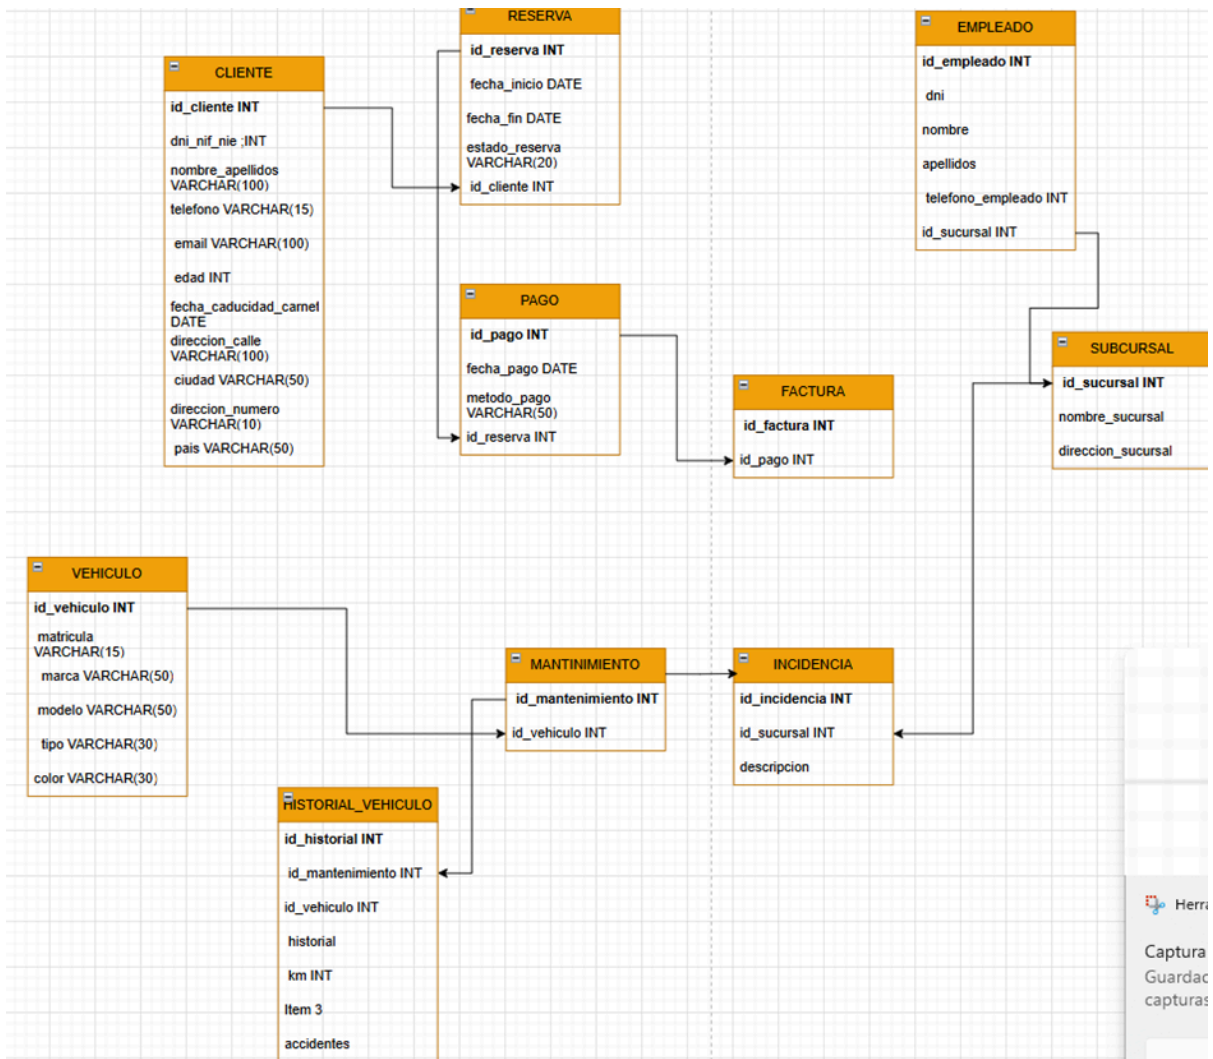 RESERVA
id_reserva INT
fecha_inicio DATE
fecha_fin DATE
estado_reserva
VARCHAR(20)
id_cliente INT
EMPLEADO
id_empleado INT
dni
nombre
apellidos
telefono_empleado INT
id_sucursal INT
CLIENTE
id_cliente INT
dni_nif_nie ;INT
nombre_apellidos
VARCHAR(100)
telefono VARCHAR(15)
email VARCHAR(100)
edad INT
fecha_caducidad_carnet
DATE
direccion_calle
VARCHAR(100)
ciudad VARCHAR(50)
direccion_numero
VARCHAR(10)
pais VARCHAR(50)
PAGO
id_pago INT
fecha_pago DATE
metodo_pago
VARCHAR(50)
id_reserva INT
FACTURA
id_factura INT
id_pago INT
SUBCURSAL
id_sucursal INT
nombre_sucursal
direccion_sucursal
VEHICULO
id_vehiculo INT
matricula
VARCHAR(15)
marca VARCHAR(50)
modelo VARCHAR(50)
tipo VARCHAR(30)
color VARCHAR(30)
MANTINIMIENTO
id_mantenimiento INT
id_vehiculo INT
INCIDENCIA
id_incidencia INT
id_sucursal INT
descripcion
HISTORIAL_VEHICULO
id_historial INT
id_mantenimiento INT
id_vehiculo INT
historial
km INT
Item 3
accidentes
Herra
Captura
Guardad
capturas